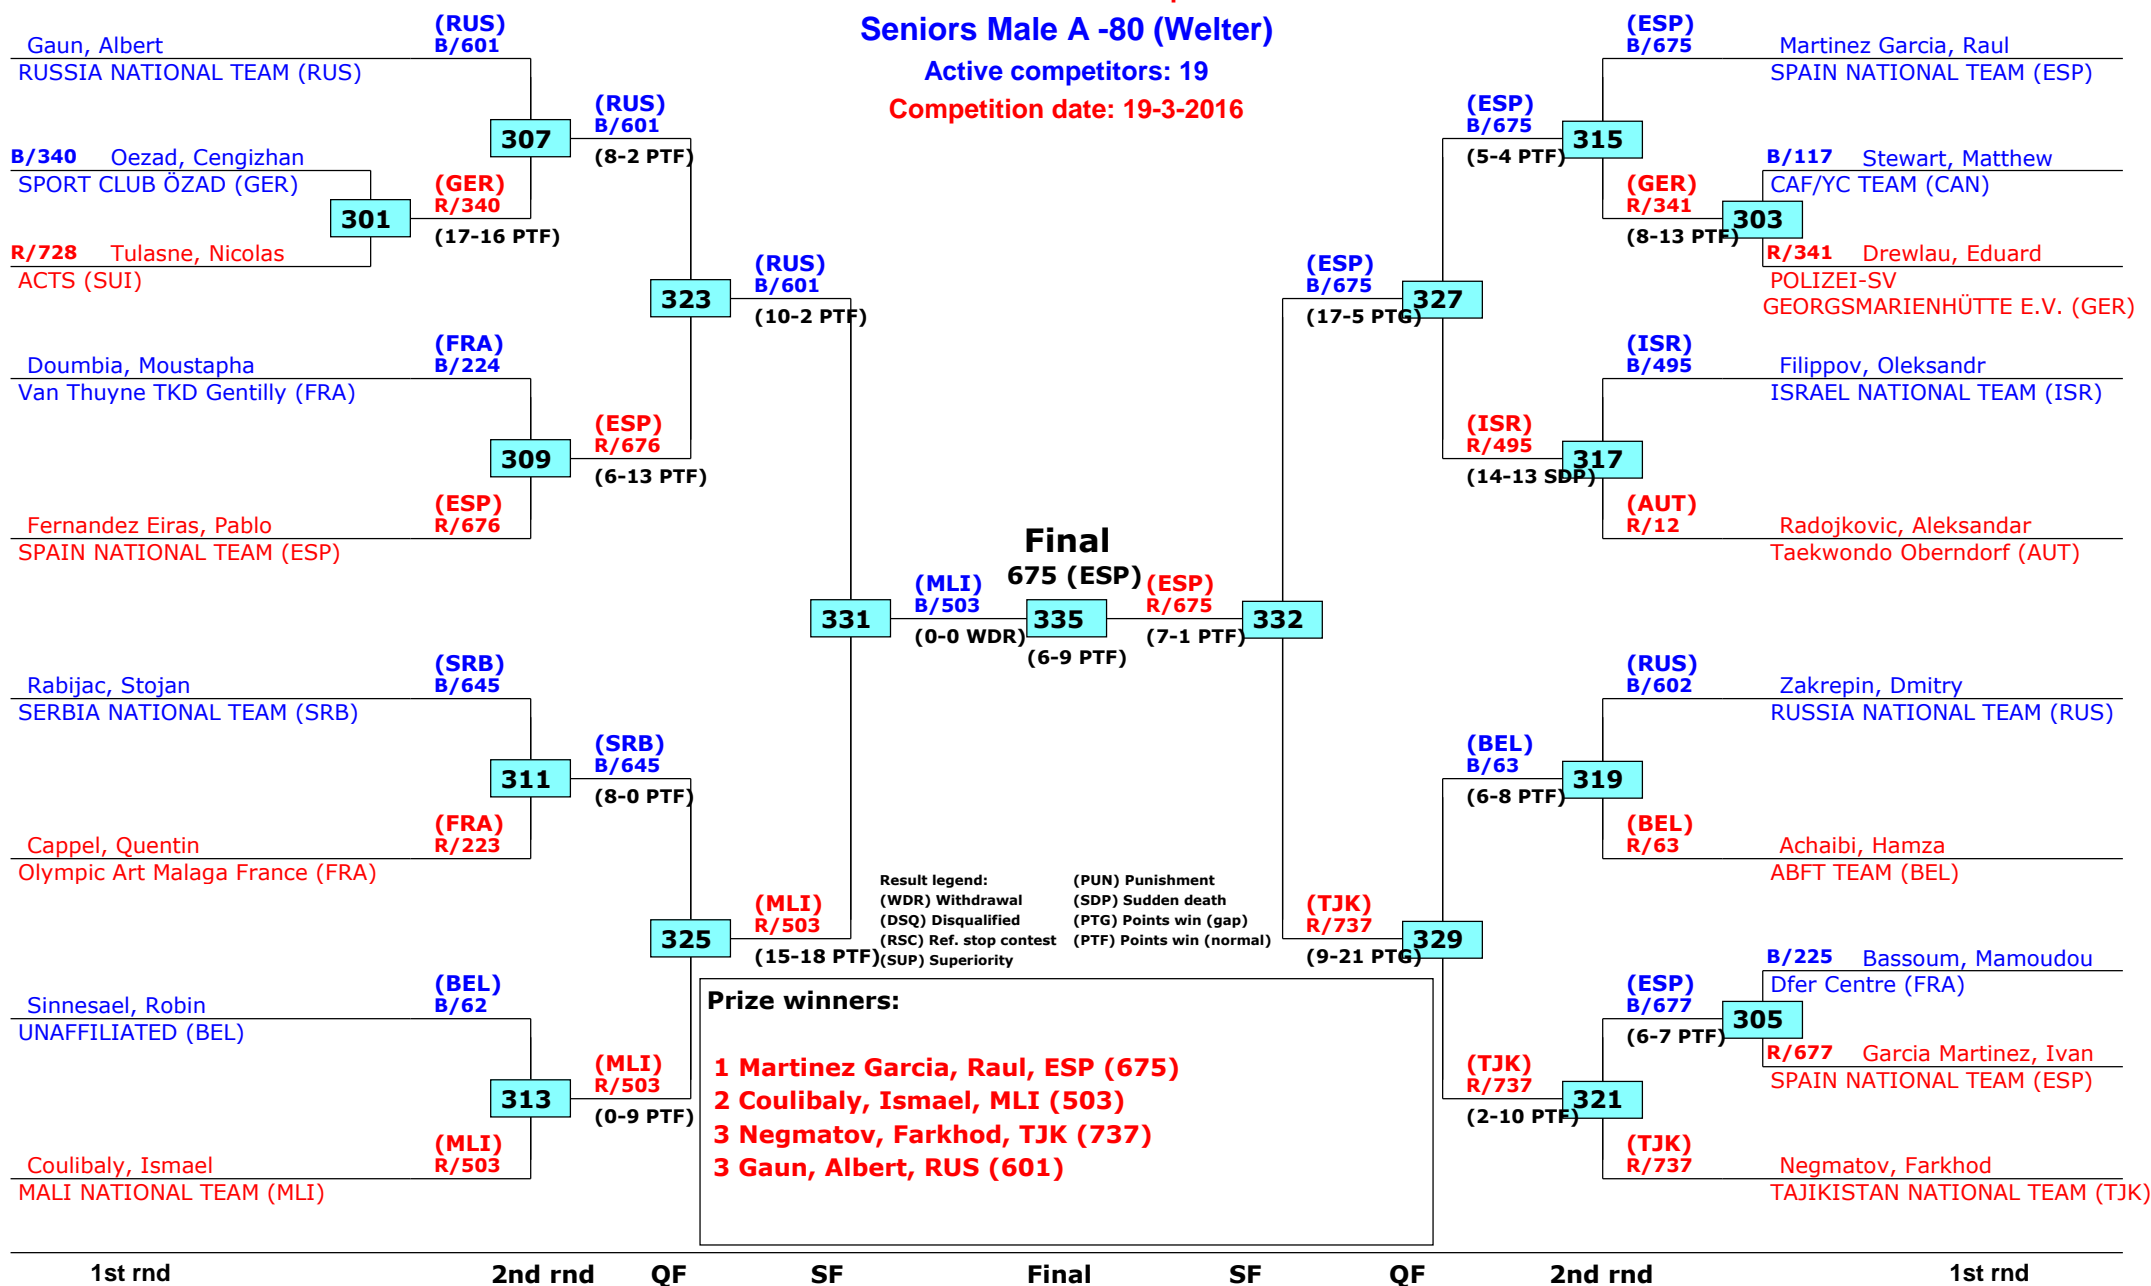 Seniors Male A -80 (Welter)
Active competitors: 19
Competition date: 19-3-2016
(RUS)
B/601
Gaun, Albert
RUSSIA NATIONAL TEAM (RUS)
307
(RUS)
B/601
(8-2 PTF)
B/340 Oezad, Cengizhan
SPORT CLUB ÖZAD (GER)
301
(GER)
R/340
(17-16 PTF)
R/728 Tulasne, Nicolas
ACTS (SUI)
323
(RUS)
B/601
(10-2 PTF)
(FRA)
B/224
Doumbia, Moustapha
Van Thuyne TKD Gentilly (FRA)
309
(ESP)
R/676
(6-13 PTF)
(ESP)
R/676
Fernandez Eiras, Pablo
SPAIN NATIONAL TEAM (ESP)
331
(MLI)
B/503
(0-0 WDR)
(SRB)
B/645
Rabijac, Stojan
SERBIA NATIONAL TEAM (SRB)
311
(SRB)
B/645
(8-0 PTF)
(FRA)
R/223
Cappel, Quentin
Olympic Art Malaga France (FRA)
325
(MLI)
R/503
(15-18 PTF)
(BEL)
B/62
Sinnesael, Robin
UNAFFILIATED (BEL)
313
(MLI)
R/503
(0-9 PTF)
(MLI)
R/503
Coulibaly, Ismael
MALI NATIONAL TEAM (MLI)
Final
675 (ESP)
335
(6-9 PTF)
(ESP)
R/675
(7-1 PTF)
332
(ESP)
B/675
Martinez Garcia, Raul
SPAIN NATIONAL TEAM (ESP)
(ESP)
B/675
(5-4 PTF)
315
B/117 Stewart, Matthew
CAF/YC TEAM (CAN)
(GER)
R/341
(8-13 PTF)
303
R/341 Drewlau, Eduard
POLIZEI-SV
GEORGSMARIENHÜTTE E.V. (GER)
(ESP)
B/675
(17-5 PTG)
327
(ISR)
B/495
Filippov, Oleksandr
ISRAEL NATIONAL TEAM (ISR)
(ISR)
R/495
(14-13 SDP)
317
(AUT)
R/12
Radojkovic, Aleksandar
Taekwondo Oberndorf (AUT)
(RUS)
B/602
Zakrepin, Dmitry
RUSSIA NATIONAL TEAM (RUS)
(BEL)
B/63
(6-8 PTF)
319
(BEL)
R/63
Achaibi, Hamza
ABFT TEAM (BEL)
(TJK)
R/737
(9-21 PTG)
329
B/225 Bassoum, Mamoudou
Dfer Centre (FRA)
(ESP)
B/677
(6-7 PTF)
305
R/677 Garcia Martinez, Ivan
SPAIN NATIONAL TEAM (ESP)
(TJK)
R/737
(2-10 PTF)
321
(TJK)
R/737
Negmatov, Farkhod
TAJIKISTAN NATIONAL TEAM (TJK)
Result legend:
(WDR) Withdrawal
(DSQ) Disqualified
(RSC) Ref. stop contest
(SUP) Superiority
(PUN) Punishment
(SDP) Sudden death
(PTG) Points win (gap)
(PTF) Points win (normal)
Prize winners:
1 Martinez Garcia, Raul, ESP (675)
2 Coulibaly, Ismael, MLI (503)
3 Negmatov, Farkhod, TJK (737)
3 Gaun, Albert, RUS (601)
1st rnd 2nd rnd QF SF Final SF QF 2nd rnd 1st rnd